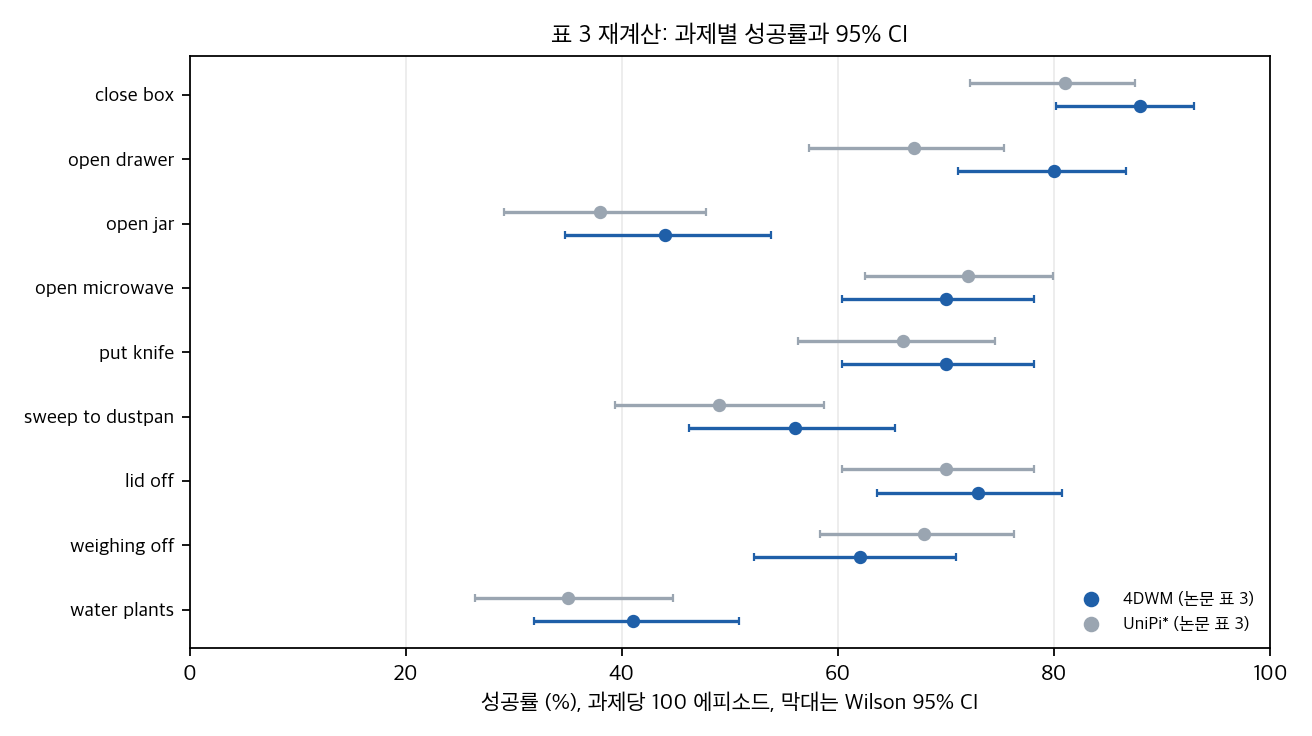 표 3 재계산: 과제별 성공률과 95% CI
close box
open drawer
open jar
open microwave
put knife
sweep to dustpan
lid off
weighing off
water plants
4DWM (논문 표 3)
UniPi* (논문 표 3)
0 20 40 60 80 100
성공률 (%), 과제당 100 에피소드, 막대는 Wilson 95% CI